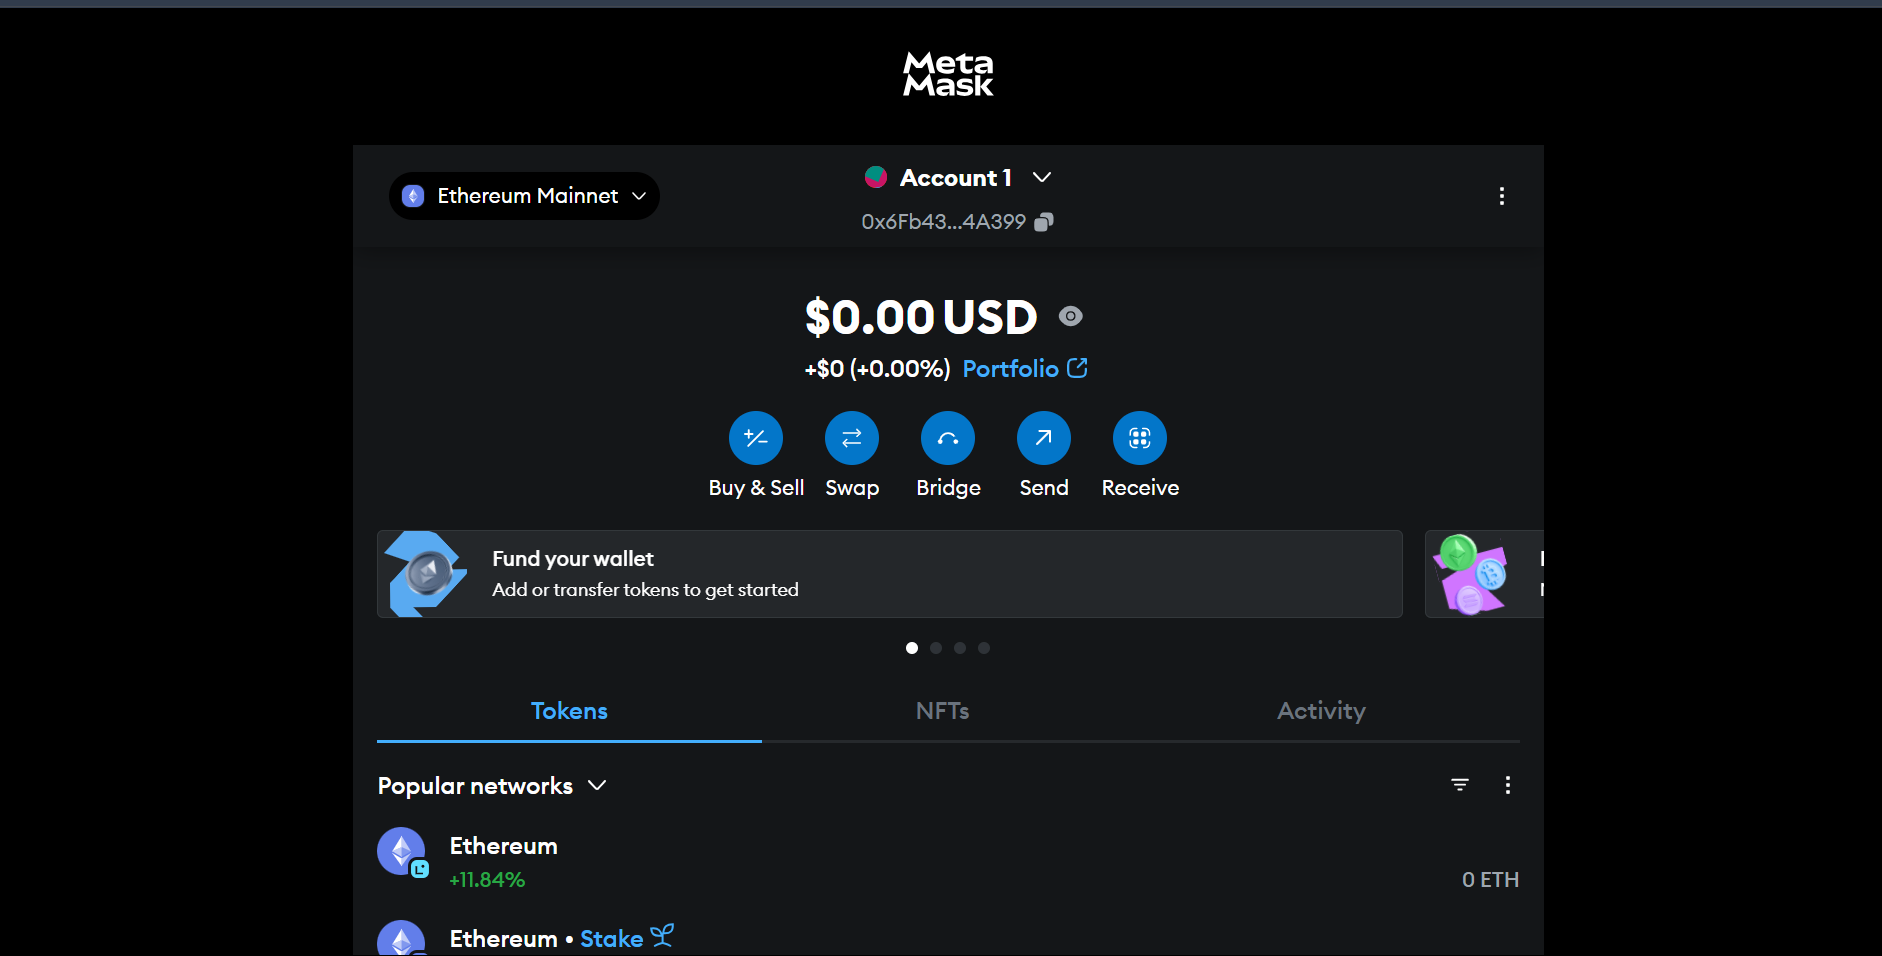 Meta
Mask
Ethereum Mainnet
Account 1
0x6Fb43...4A399
$0.00 USD
+$0 (+0.00%) Portfolio
Buy & Sell Swap Bridge Send Receive
Fund your wallet
Add or transfer tokens to get started
Tokens NFTs Activity
Popular networks
Ethereum
+11.84% 0 ETH
Ethereum • Stake